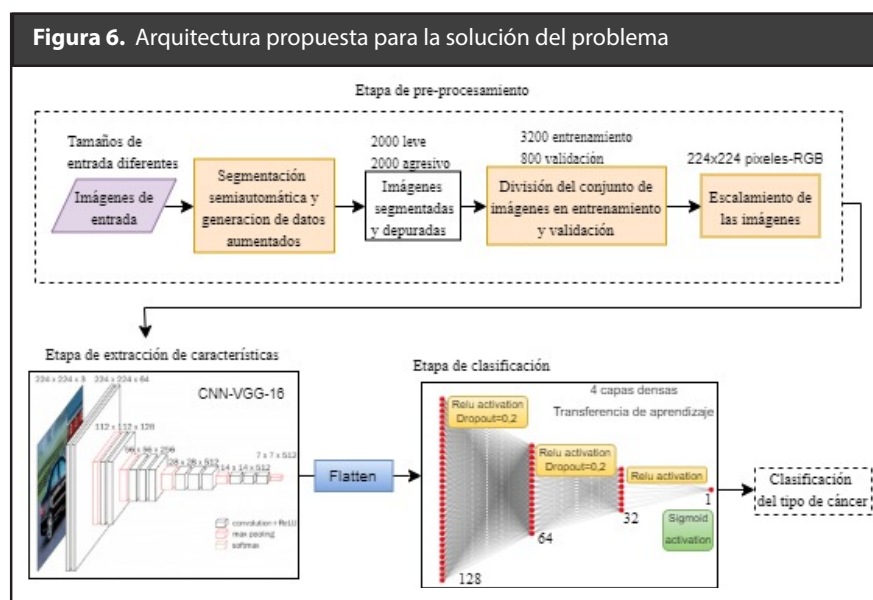 Figura 6. Arquitectura propuesta para la solución del problema
Etapa de pre-procesamiento
Tamaños de
entrada diferentes
Imágenes de
entrada
Segmentación
semiautomática y
generacion de datos
aumentados
2000 leve
2000 agresivo
Imágenes
segmentadas
y depuradas
3200 entrenamiento
800 validación
División del conjunto de
imágenes en entrenamiento
y validación
224x224 pixeles-RGB
Escalamiento de
las imágenes
Etapa de extracción de característícas
224 x 224 x 3
224 x 224 x 64
CNN-VGG-16
112 x 112 x 128
56 x 56 x 256
28 x 28 x 512
14 x 14 x 512
7 x 7 x 512
convolution+ReLU
max pooling
softmax
Flatten
Etapa de clasificación
4 capas densas
Transferencia de aprendizaje
Relu activation
Dropout=0,2
Relu activation
Dropout=0,2
Relu activation
128
64
32
1
Sigmoid
activation
Clasificación
del tipo de cáncer